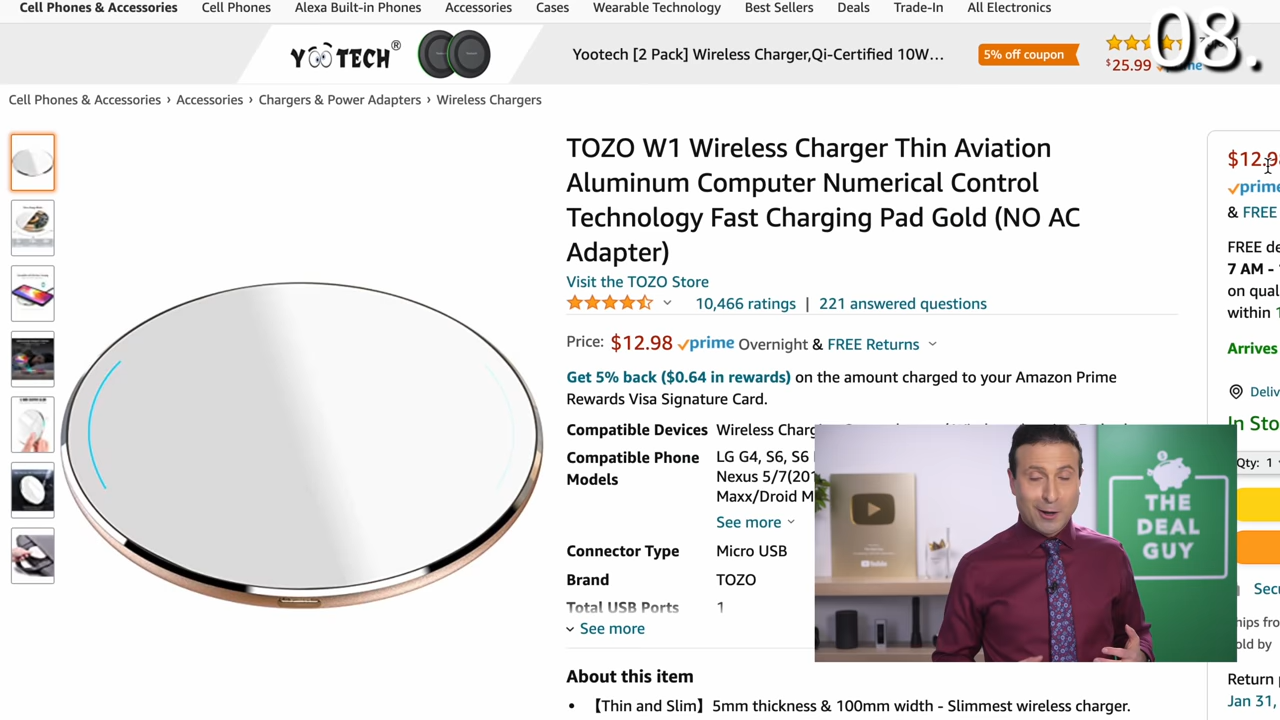 Cell Phones & Accessories Cell Phones Alexa Built-in Phones Accessories Cases Wearable Technology Best Sellers Deals Trade-In All Electronics
08.
YOOTECH®
Yootech [2 Pack] Wireless Charger,Qi-Certified 10W…
5% off coupon
$25.99
Cell Phones & Accessories › Accessories › Chargers & Power Adapters › Wireless Chargers
TOZO W1 Wireless Charger Thin Aviation
Aluminum Computer Numerical Control
Technology Fast Charging Pad Gold (NO AC
Adapter)
Visit the TOZO Store
10,466 ratings | 221 answered questions
Price: $12.98 prime Overnight & FREE Returns
Get 5% back ($0.64 in rewards) on the amount charged to your Amazon Prime
Rewards Visa Signature Card.
Compatible Devices Wireless
Compatible Phone
Models
LG G4, S6, S6
Nexus
Maxx/Droid
See more
Connector Type Micro USB
Brand TOZO
Total USB Ports 1
See more
About this item
• 【Thin and Slim】5mm thickness & 100mm width - Slimmest wireless charger.
prime
& FREE
FREE
7 AM -
on
within
Arrives
In
Qty: 1
Return
Jan 31,
THE
DEAL
GUY
YouTube